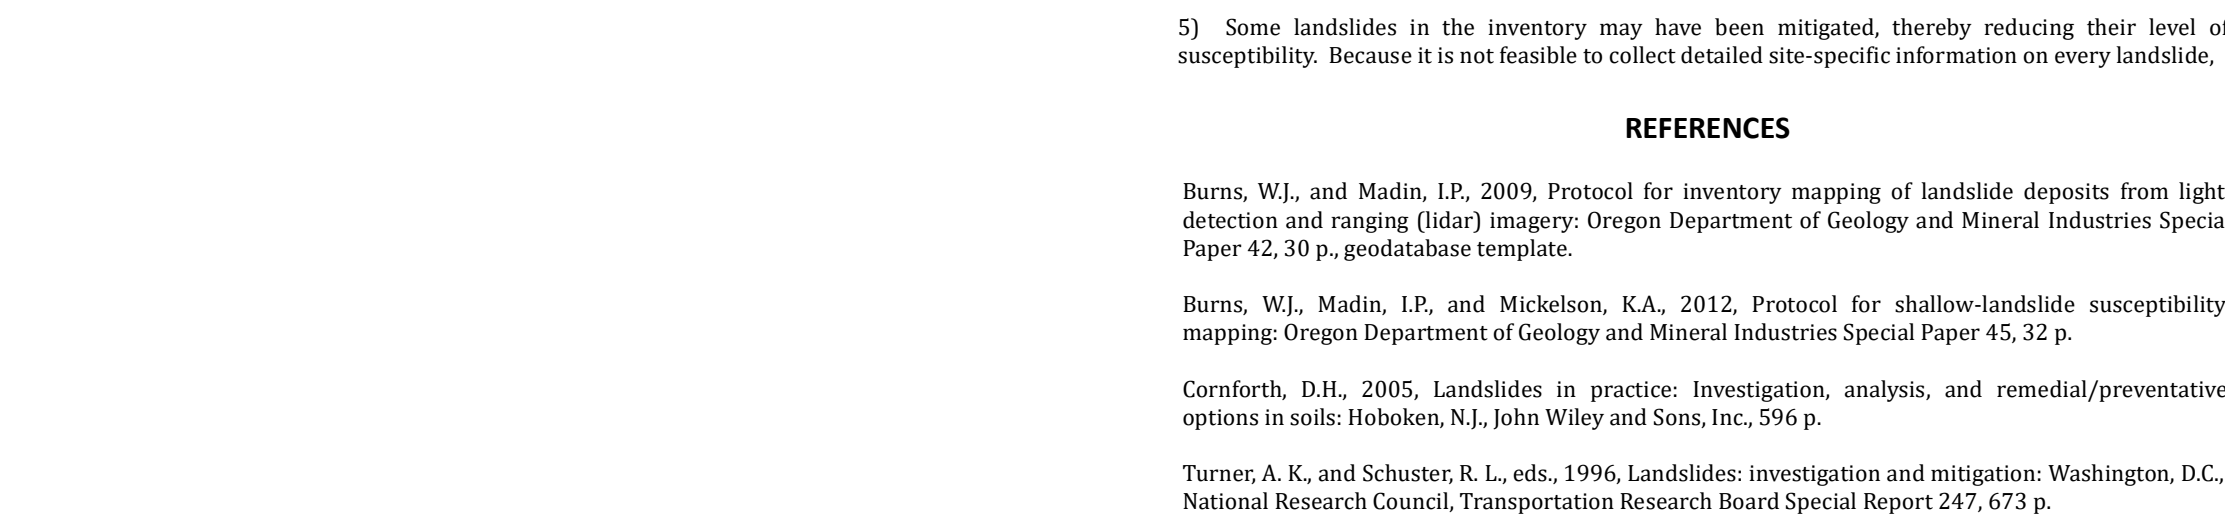 5) Some landslides in the inventory may have been mitigated, thereby reducing their level of
susceptibility. Because it is not feasible to collect detailed site-specific information on every landslide,
REFERENCES
Burns, W.J., and Madin, I.P., 2009, Protocol for inventory mapping of landslide deposits from light
detection and ranging (lidar) imagery: Oregon Department of Geology and Mineral Industries Specia
Paper 42, 30 p., geodatabase template.
Burns, W.J., Madin, I.P., and Mickelson, K.A., 2012, Protocol for shallow-landslide susceptibility
mapping: Oregon Department of Geology and Mineral Industries Special Paper 45, 32 p.
Cornforth, D.H., 2005, Landslides in practice: Investigation, analysis, and remedial/preventative
options in soils: Hoboken, N.J., John Wiley and Sons, Inc., 596 p.
Turner, A. K., and Schuster, R. L., eds., 1996, Landslides: investigation and mitigation: Washington, D.C.,
National Research Council, Transportation Research Board Special Report 247, 673 p.